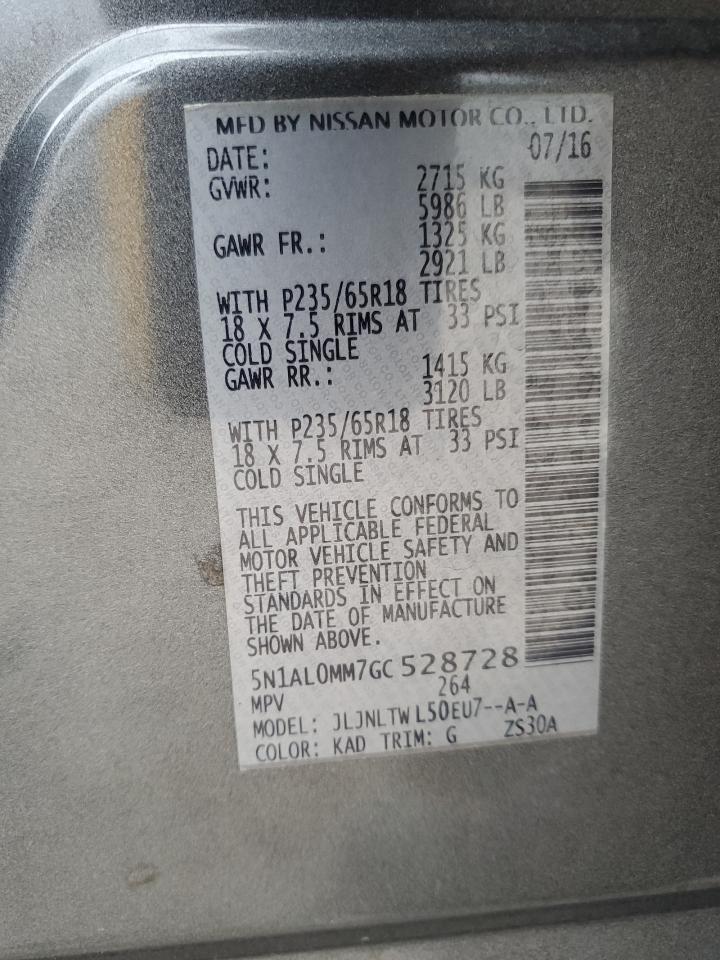 MFD BY NISSAN MOTOR CO., LTD.
DATE: 07/16
GVWR: 2715 KG
5986 LB
GAWR FR.: 1325 KG
2921 LB
WITH P235/65R18 TIRES
18 X 7.5 RIMS AT 33 PSI
COLD SINGLE
GAWR RR.: 1415 KG
3120 LB
WITH P235/65R18 TIRES
18 X 7.5 RIMS AT 33 PSI
COLD SINGLE
THIS VEHICLE CONFORMS TO
ALL APPLICABLE FEDERAL
MOTOR VEHICLE SAFETY AND
THEFT PREVENTION
STANDARDS IN EFFECT ON
THE DATE OF MANUFACTURE
SHOWN ABOVE.
5N1AL0MM7GC 528728
MPV 264
MODEL: JLJNLTW L50EU7--A-A
COLOR: KAD TRIM: G ZS30A